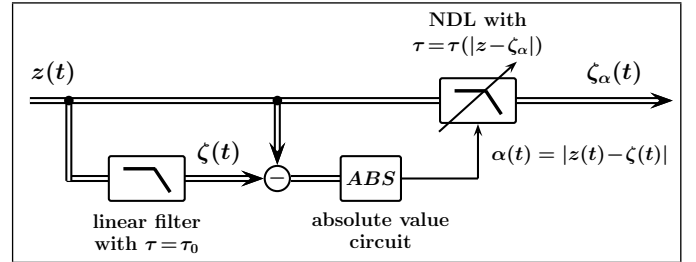 NDL with
τ = τ(|z−ζα|)
z(t)
ζα(t)
ζ(t)
−
ABS
α(t) = |z(t)−ζ(t)|
linear filter
with τ = τ0
absolute value
circuit